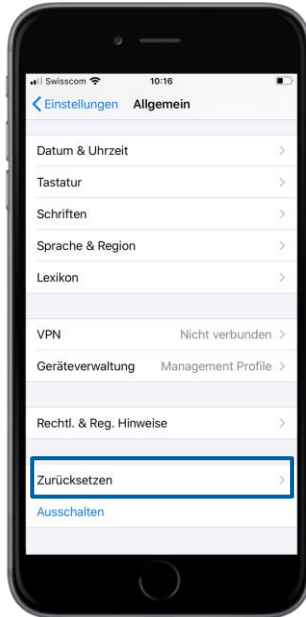 Swisscom 10:16
Einstellungen Allgemein
Datum & Uhrzeit
Tastatur
Schriften
Sprache & Region
Lexikon
VPN Nicht verbunden
Geräteverwaltung Management Profile
Rechtl. & Reg. Hinweise
Zurücksetzen
Ausschalten